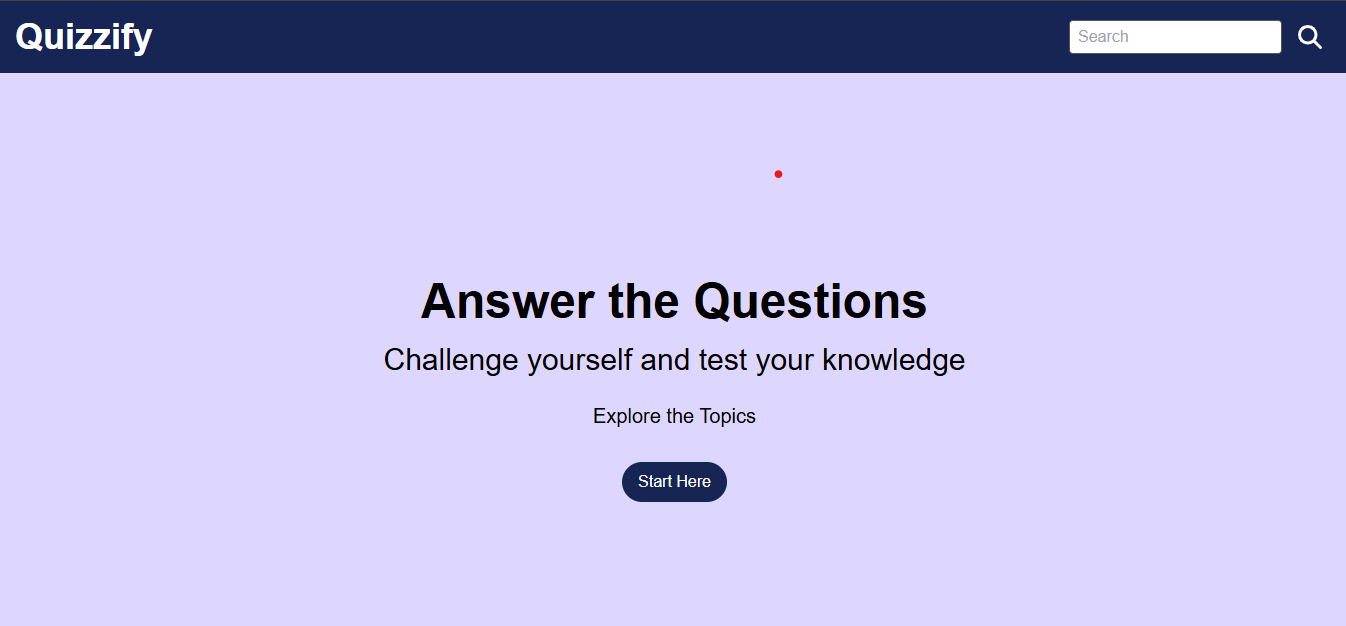 Quizzify
Search
Answer the Questions
Challenge yourself and test your knowledge
Explore the Topics
Start Here